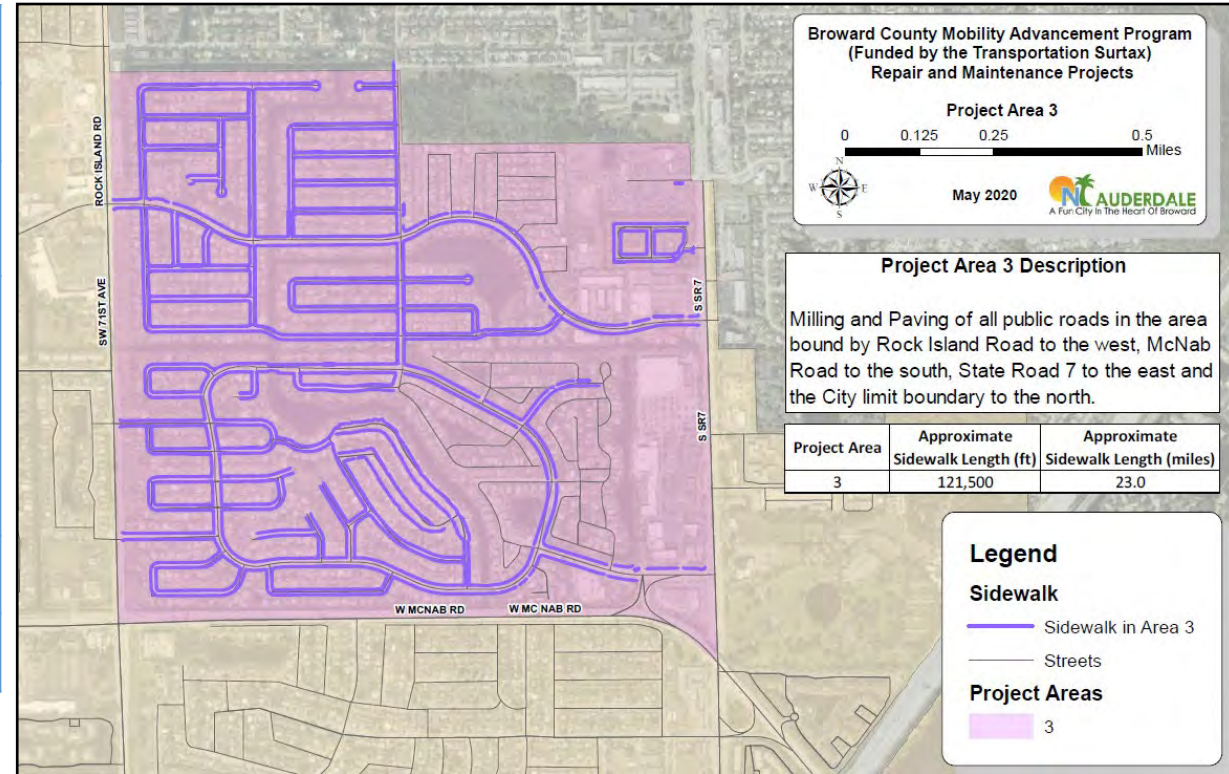 Broward County Mobility Advancement Program
(Funded by the Transportation Surtax)
Repair and Maintenance Projects
Project Area 3
0 0.125 0.25 0.5
Miles
N
W E
S
May 2020
N LAUDERDALE
A Fun City In The Heart Of Broward
Project Area 3 Description
Milling and Paving of all public roads in the area
bound by Rock Island Road to the west, McNab
Road to the south, State Road 7 to the east and
the City limit boundary to the north.
Project Area Approximate Sidewalk Length (ft) Approximate Sidewalk Length (miles)
3 121,500 23.0
Legend
Sidewalk
Sidewalk in Area 3
Streets
Project Areas
3
ROCK ISLAND RD
SW 71ST AVE
S SR 7
S SR7
W MCNAB RD
W MC NAB RD